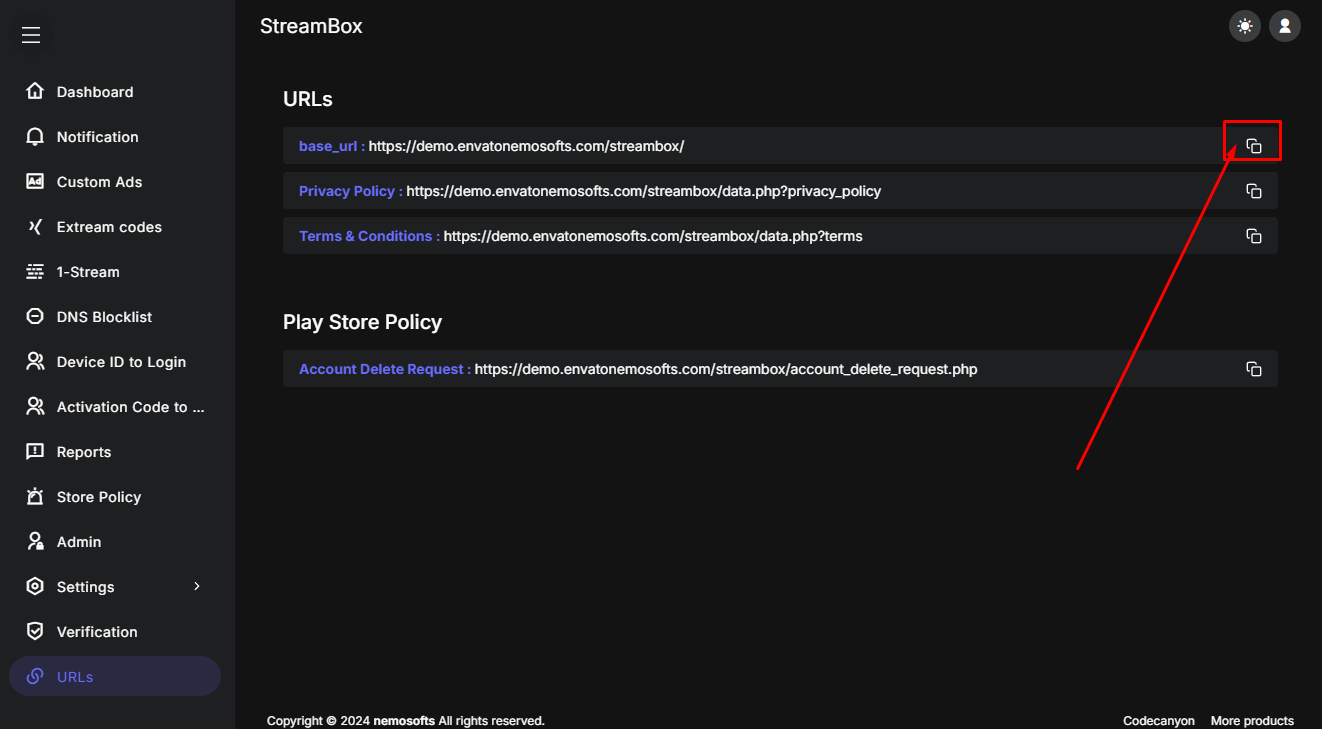 StreamBox
Dashboard
Notification
Ad Custom Ads
Extream codes
1-Stream
DNS Blocklist
Device ID to Login
Activation Code to ...
Reports
Store Policy
Admin
Settings
Verification
URLs
URLs
base_url : https://demo.envatonemosofts.com/streambox/
Privacy Policy : https://demo.envatonemosofts.com/streambox/data.php?privacy_policy
Terms & Conditions : https://demo.envatonemosofts.com/streambox/data.php?terms
Play Store Policy
Account Delete Request : https://demo.envatonemosofts.com/streambox/account_delete_request.php
Copyright © 2024 nemosofts All rights reserved.
Codecanyon More products